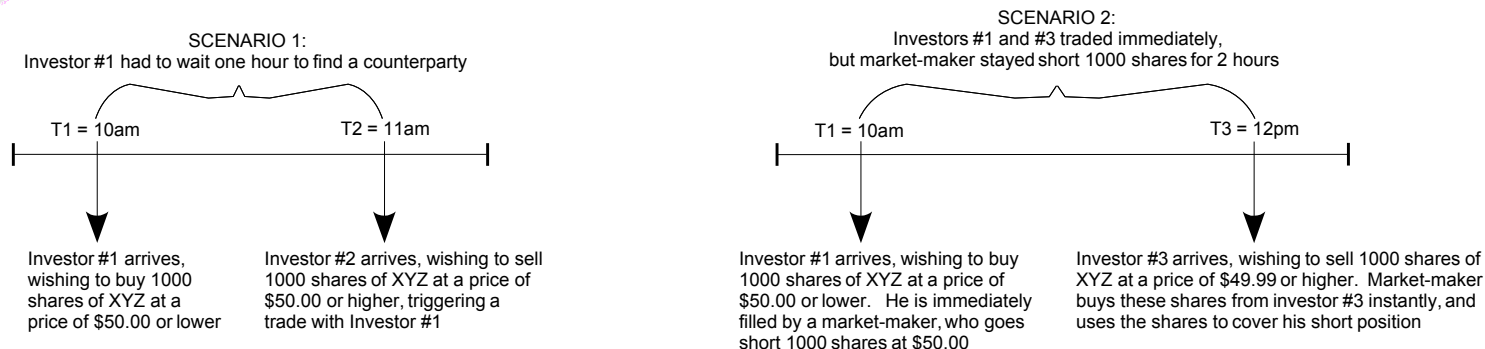 SCENARIO 1:
Investor #1 had to wait one hour to find a counterparty
T1 = 10am
T2 = 11am
Investor #1 arrives,
wishing to buy 1000
shares of XYZ at a
price of $50.00 or lower
Investor #2 arrives, wishing to sell
1000 shares of XYZ at a price of
$50.00 or higher, triggering a
trade with Investor #1
SCENARIO 2:
Investors #1 and #3 traded immediately,
but market-maker stayed short 1000 shares for 2 hours
T1 = 10am
T3 = 12pm
Investor #1 arrives, wishing to buy
1000 shares of XYZ at a price of
$50.00 or lower. He is immediately
filled by a market-maker, who goes
short 1000 shares at $50.00
Investor #3 arrives, wishing to sell 1000 shares of
XYZ at a price of $49.99 or higher. Market-maker
buys these shares from investor #3 instantly, and
uses the shares to cover his short position